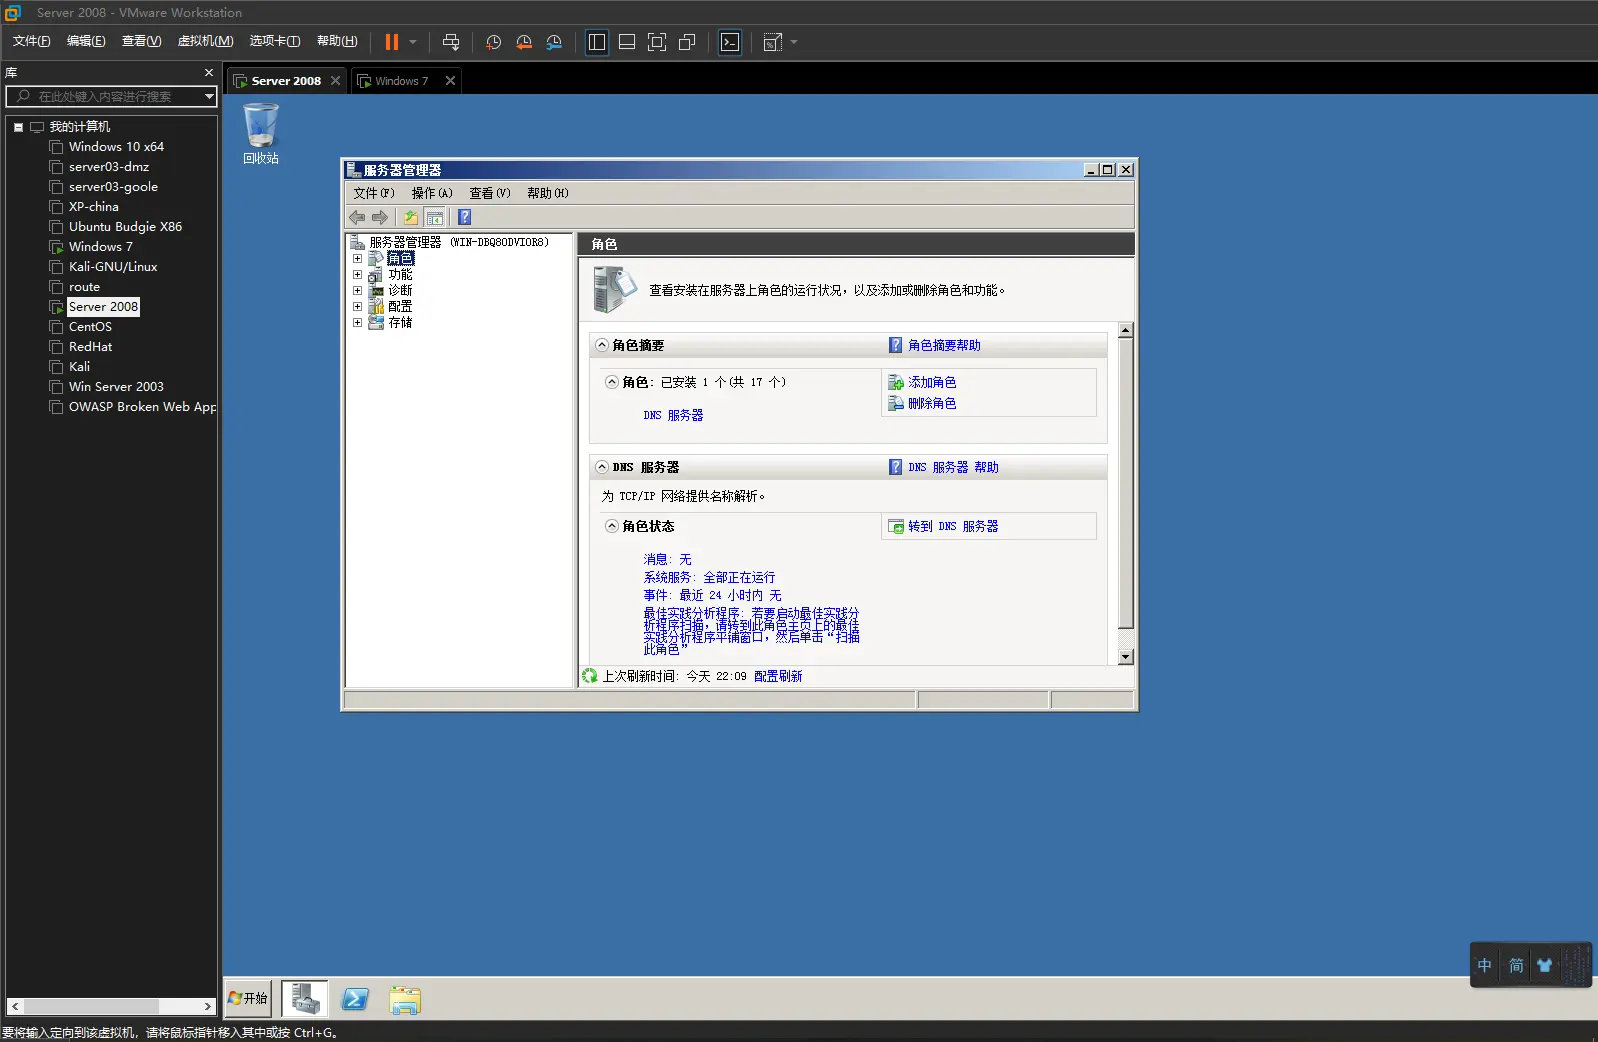 Server 2008 - VMware Workstation
文件(F) 编辑(E) 查看(V) 虚拟机(M) 选项卡(T) 帮助(H)
库
在此处键入内容进行搜索
我的计算机
Windows 10 x64
server03-dmz
server03-goole
XP-china
Ubuntu Budgie X86
Windows 7
Kali-GNU/Linux
route
Server 2008
CentOS
RedHat
Kali
Win Server 2003
OWASP Broken Web App
Server 2008 Windows 7
回收站
服务器管理器
文件(F) 操作(A) 查看(V) 帮助(H)
服务器管理器 (WIN-DBQ8ODVIOR8)
角色
功能
诊断
配置
存储
角色
查看安装在服务器上角色的运行状况，以及添加或删除角色和功能。
角色摘要 角色摘要帮助
角色: 已安装 1 个(共 17 个)
添加角色
删除角色
DNS 服务器
DNS 服务器 DNS 服务器 帮助
为 TCP/IP 网络提供名称解析。
角色状态 转到 DNS 服务器
消息: 无
系统服务: 全部正在运行
事件: 最近 24 小时内 无
最佳实践分析程序: 若要启动最佳实践分
析程序扫描，请转到此角色主页上的最佳
实践分析程序平铺窗口，然后单击“扫描
此角色”
上次刷新时间: 今天 22:09 配置刷新
中 简
开始
要将输入定向到该虚拟机，请将鼠标指针移入其中或按 Ctrl+G。